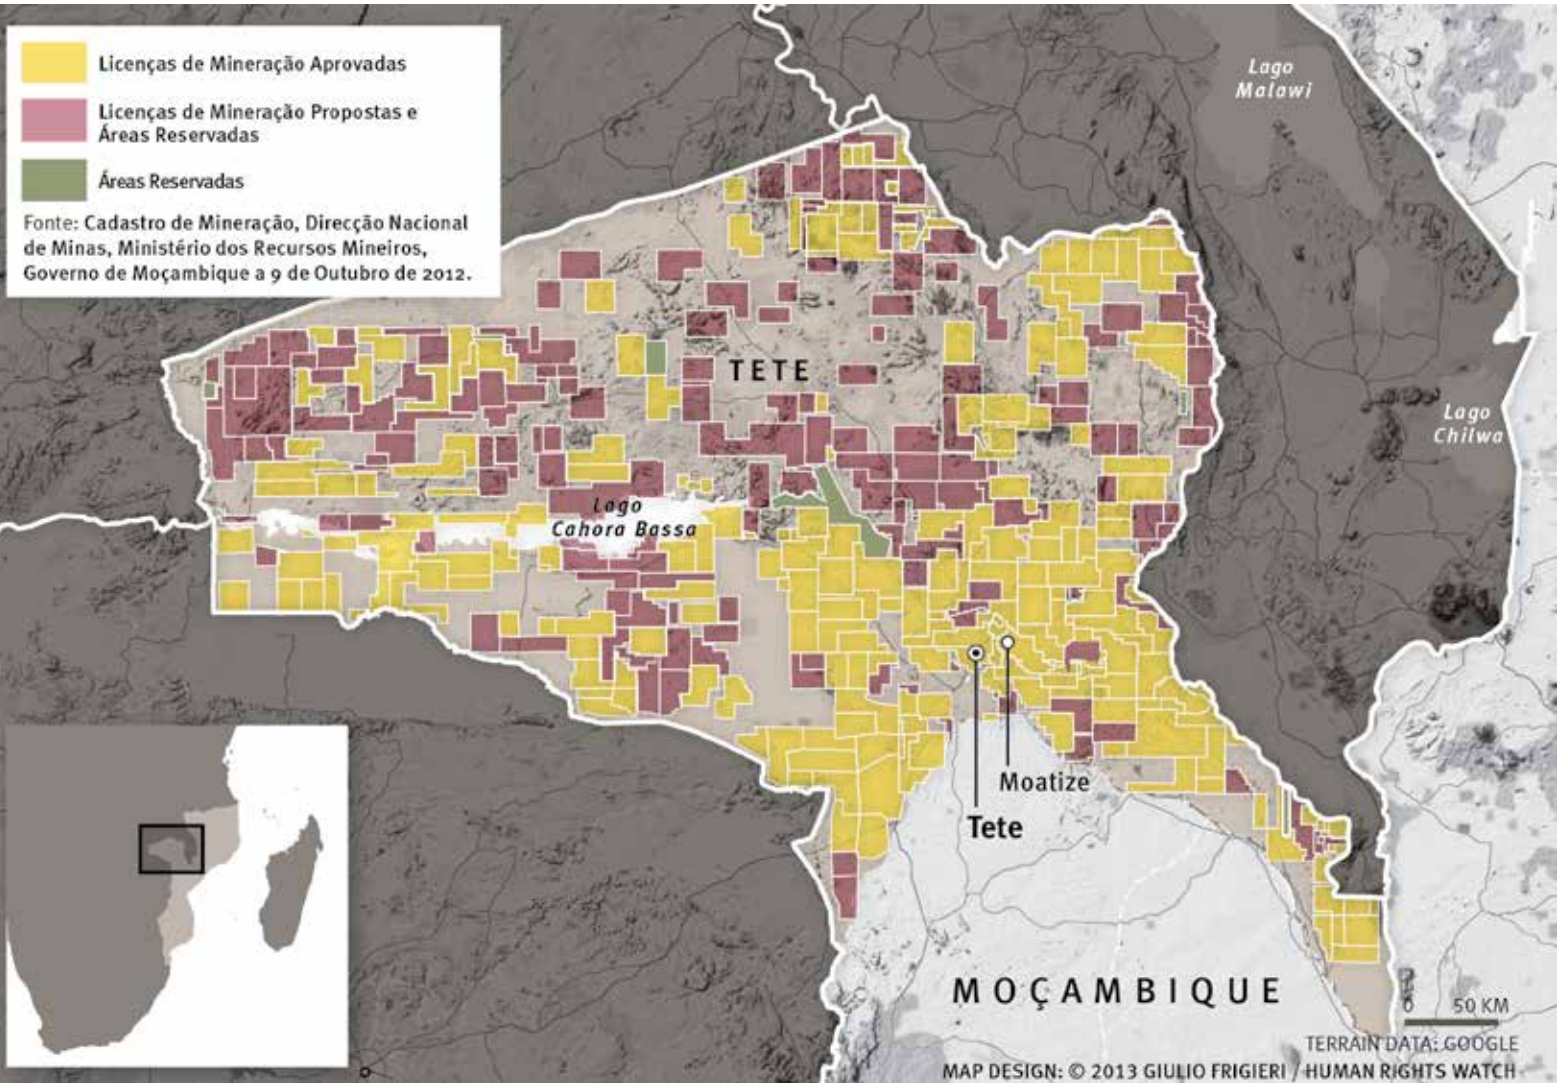 Licenças de Mineração Aprovadas
Licenças de Mineração Propostas e
Áreas Reservadas
Áreas Reservadas
Fonte: Cadastro de Mineração, Direcção Nacional
de Minas, Ministério dos Recursos Mineiros,
Governo de Moçambique a 9 de Outubro de 2012.
Lago
Malawi
TETE
Lago
Chilwa
Lago
Cahora Bassa
Moatize
Tete
MOÇAMBIQUE
0 50 KM
TERRAIN DATA: GOOGLE
MAP DESIGN: © 2013 GIULIO FRIGIERI / HUMAN RIGHTS WATCH